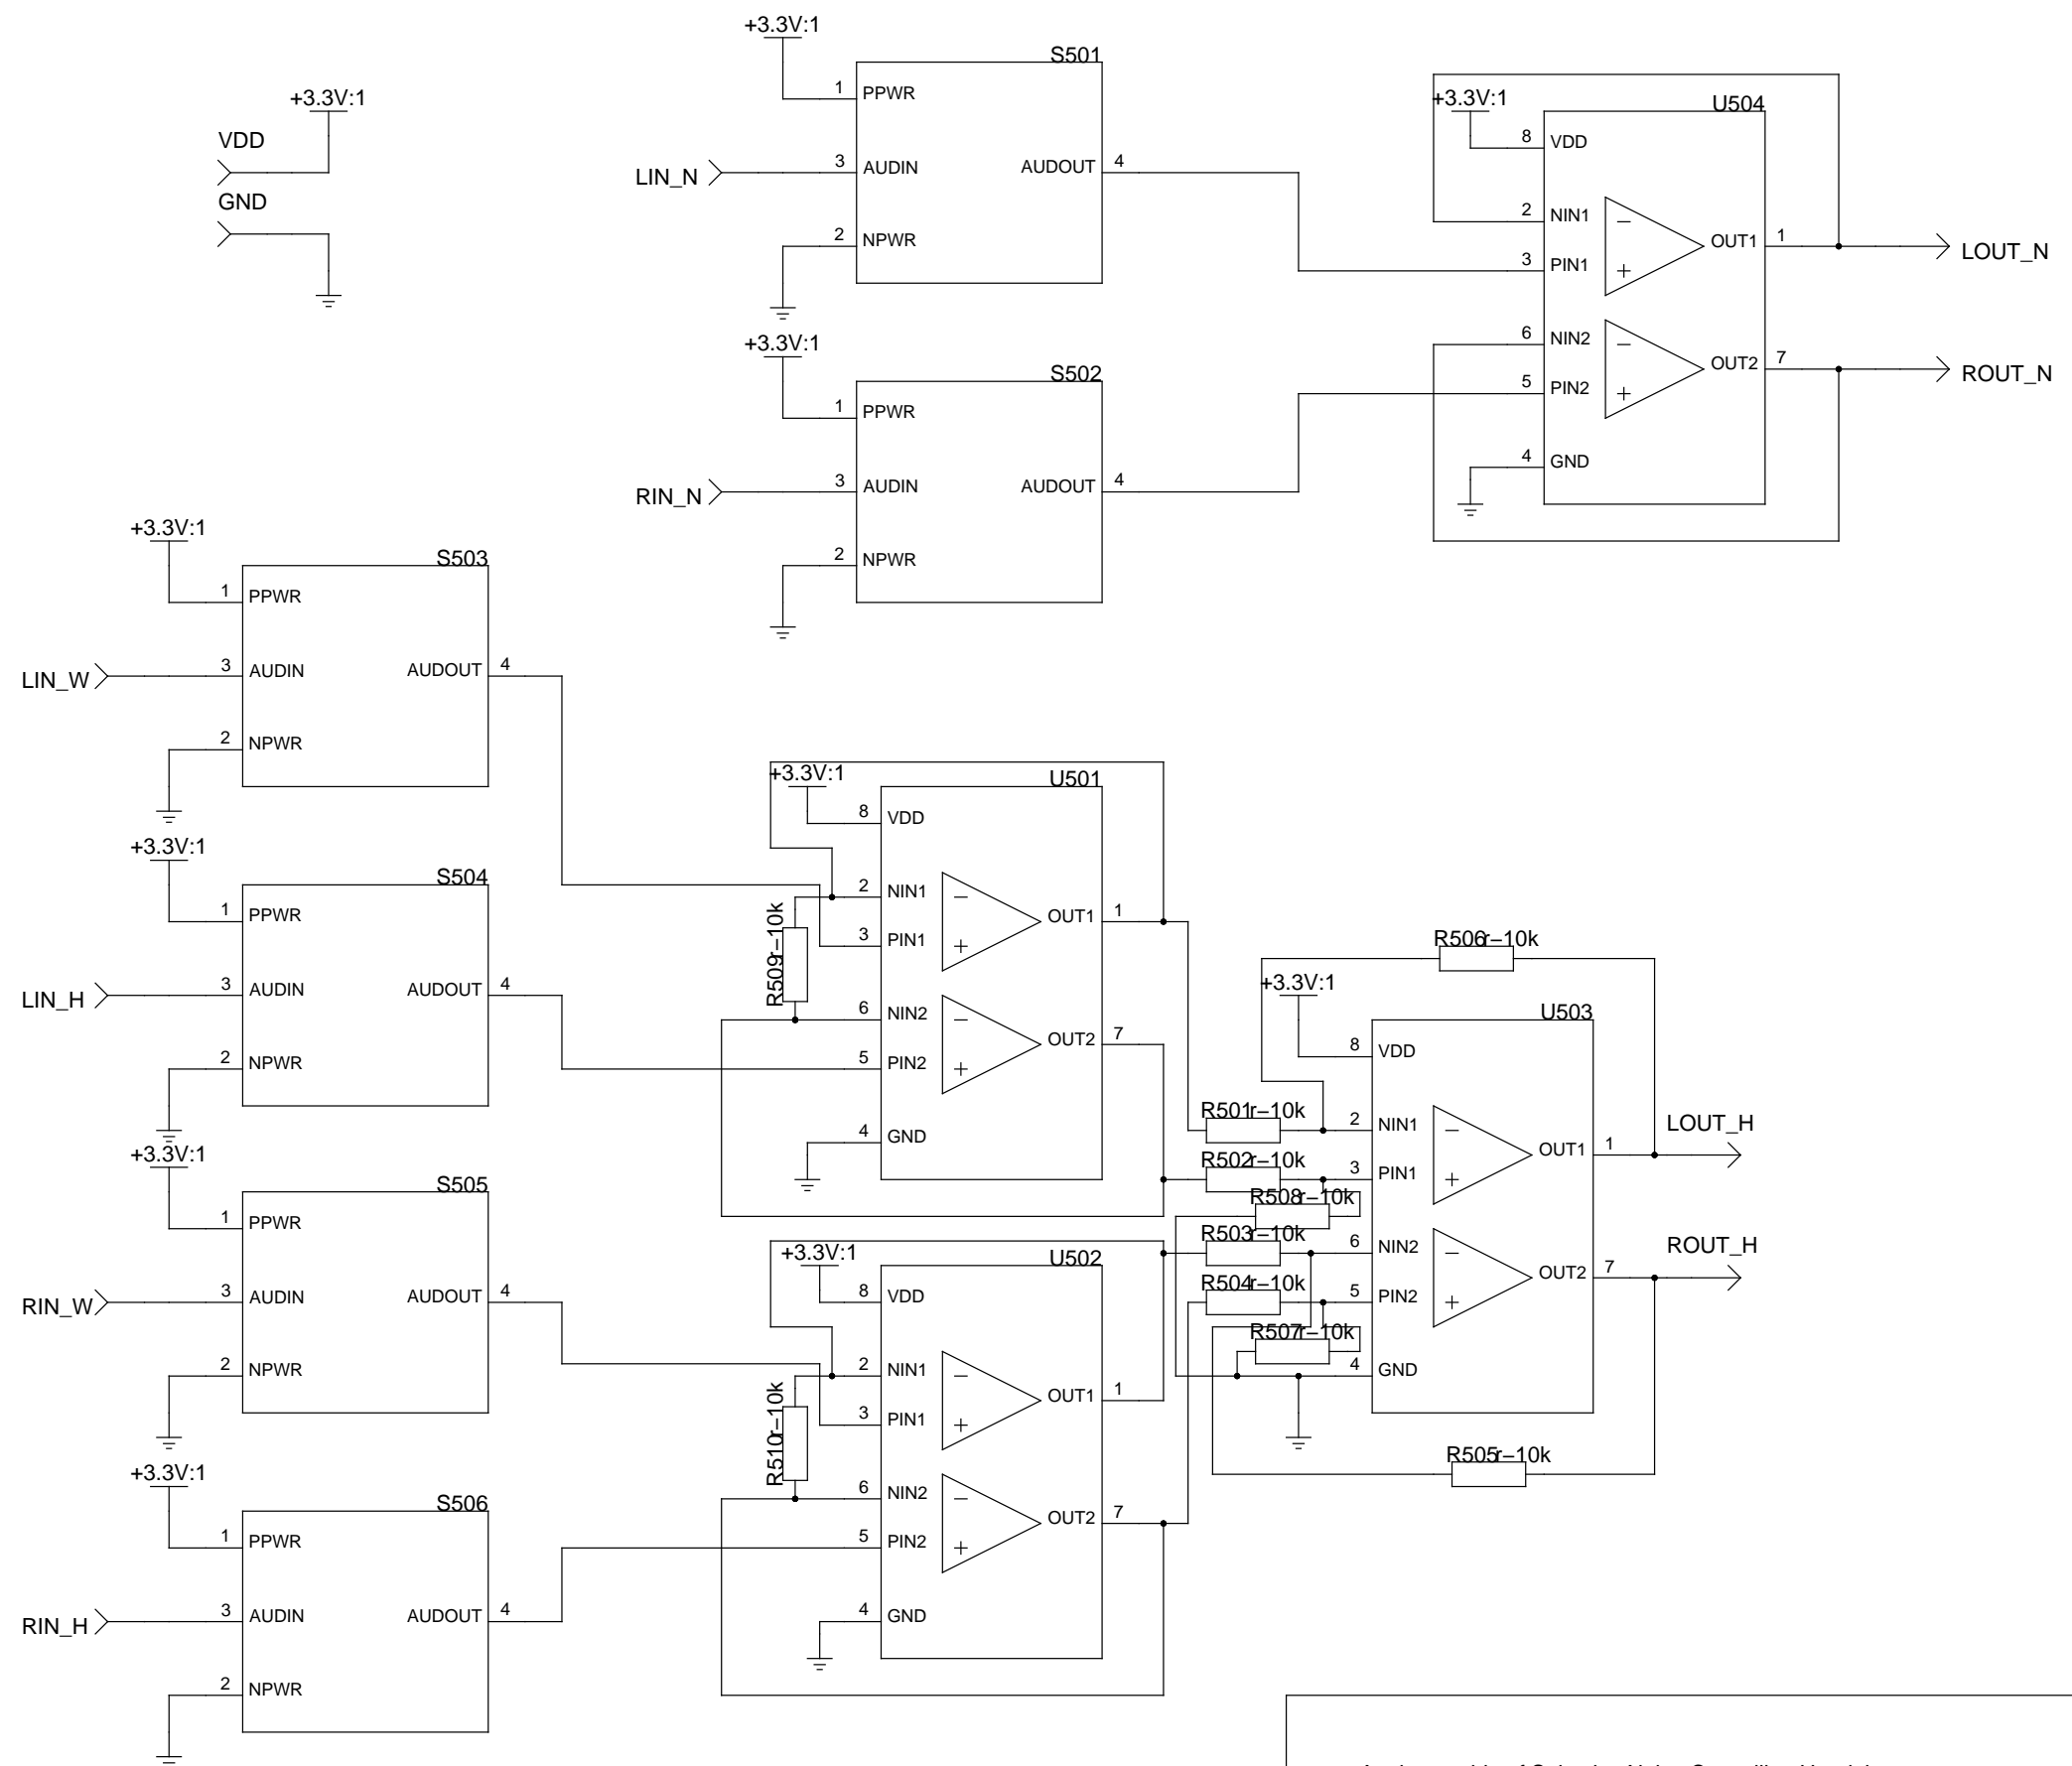 +3.3V:1
S501
1 PPWR
3 AUDIN
AUDOUT 4
2 NPWR
LIN_N
+3.3V:1
VDD
GND
+3.3V:1
U504
8 VDD
2 NIN1
3 PIN1
OUT1 1
6 NIN2
5 PIN2
OUT2 7
4 GND
LOUT_N
ROUT_N
+3.3V:1
S502
1 PPWR
3 AUDIN
AUDOUT 4
2 NPWR
RIN_N
+3.3V:1
S503
1 PPWR
3 AUDIN
AUDOUT 4
2 NPWR
LIN_W
+3.3V:1
S504
1 PPWR
3 AUDIN
AUDOUT 4
2 NPWR
LIN_H
+3.3V:1
S505
1 PPWR
3 AUDIN
AUDOUT 4
2 NPWR
RIN_W
+3.3V:1
S506
1 PPWR
3 AUDIN
AUDOUT 4
2 NPWR
RIN_H
+3.3V:1
U501
8 VDD
2 NIN1
3 PIN1
OUT1 1
6 NIN2
5 PIN2
OUT2 7
4 GND
R509r-10k
+3.3V:1
U502
8 VDD
2 NIN1
3 PIN1
OUT1 1
6 NIN2
5 PIN2
OUT2 7
4 GND
R510r-10k
R506r-10k
+3.3V:1
U503
8 VDD
R501r-10k
2 NIN1
R502r-10k
3 PIN1
OUT1 1
LOUT_H
R508r-10k
R503r-10k
6 NIN2
R504r-10k
5 PIN2
OUT2 7
ROUT_H
R507r-10k
4 GND
R505r-10k